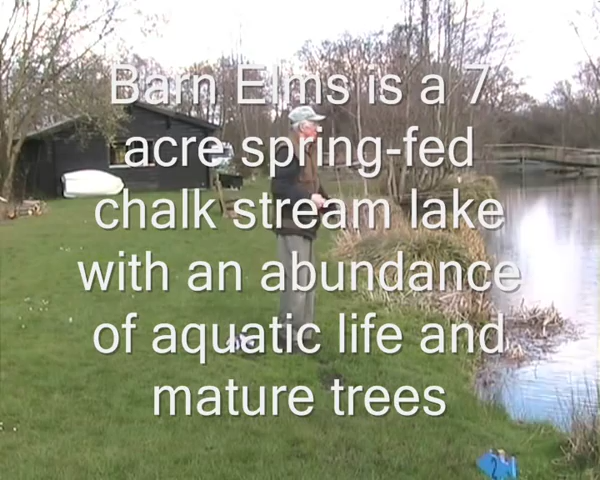 Barn Elms is a 7
acre spring-fed
chalk stream lake
with an abundance
of aquatic life and
mature trees
2